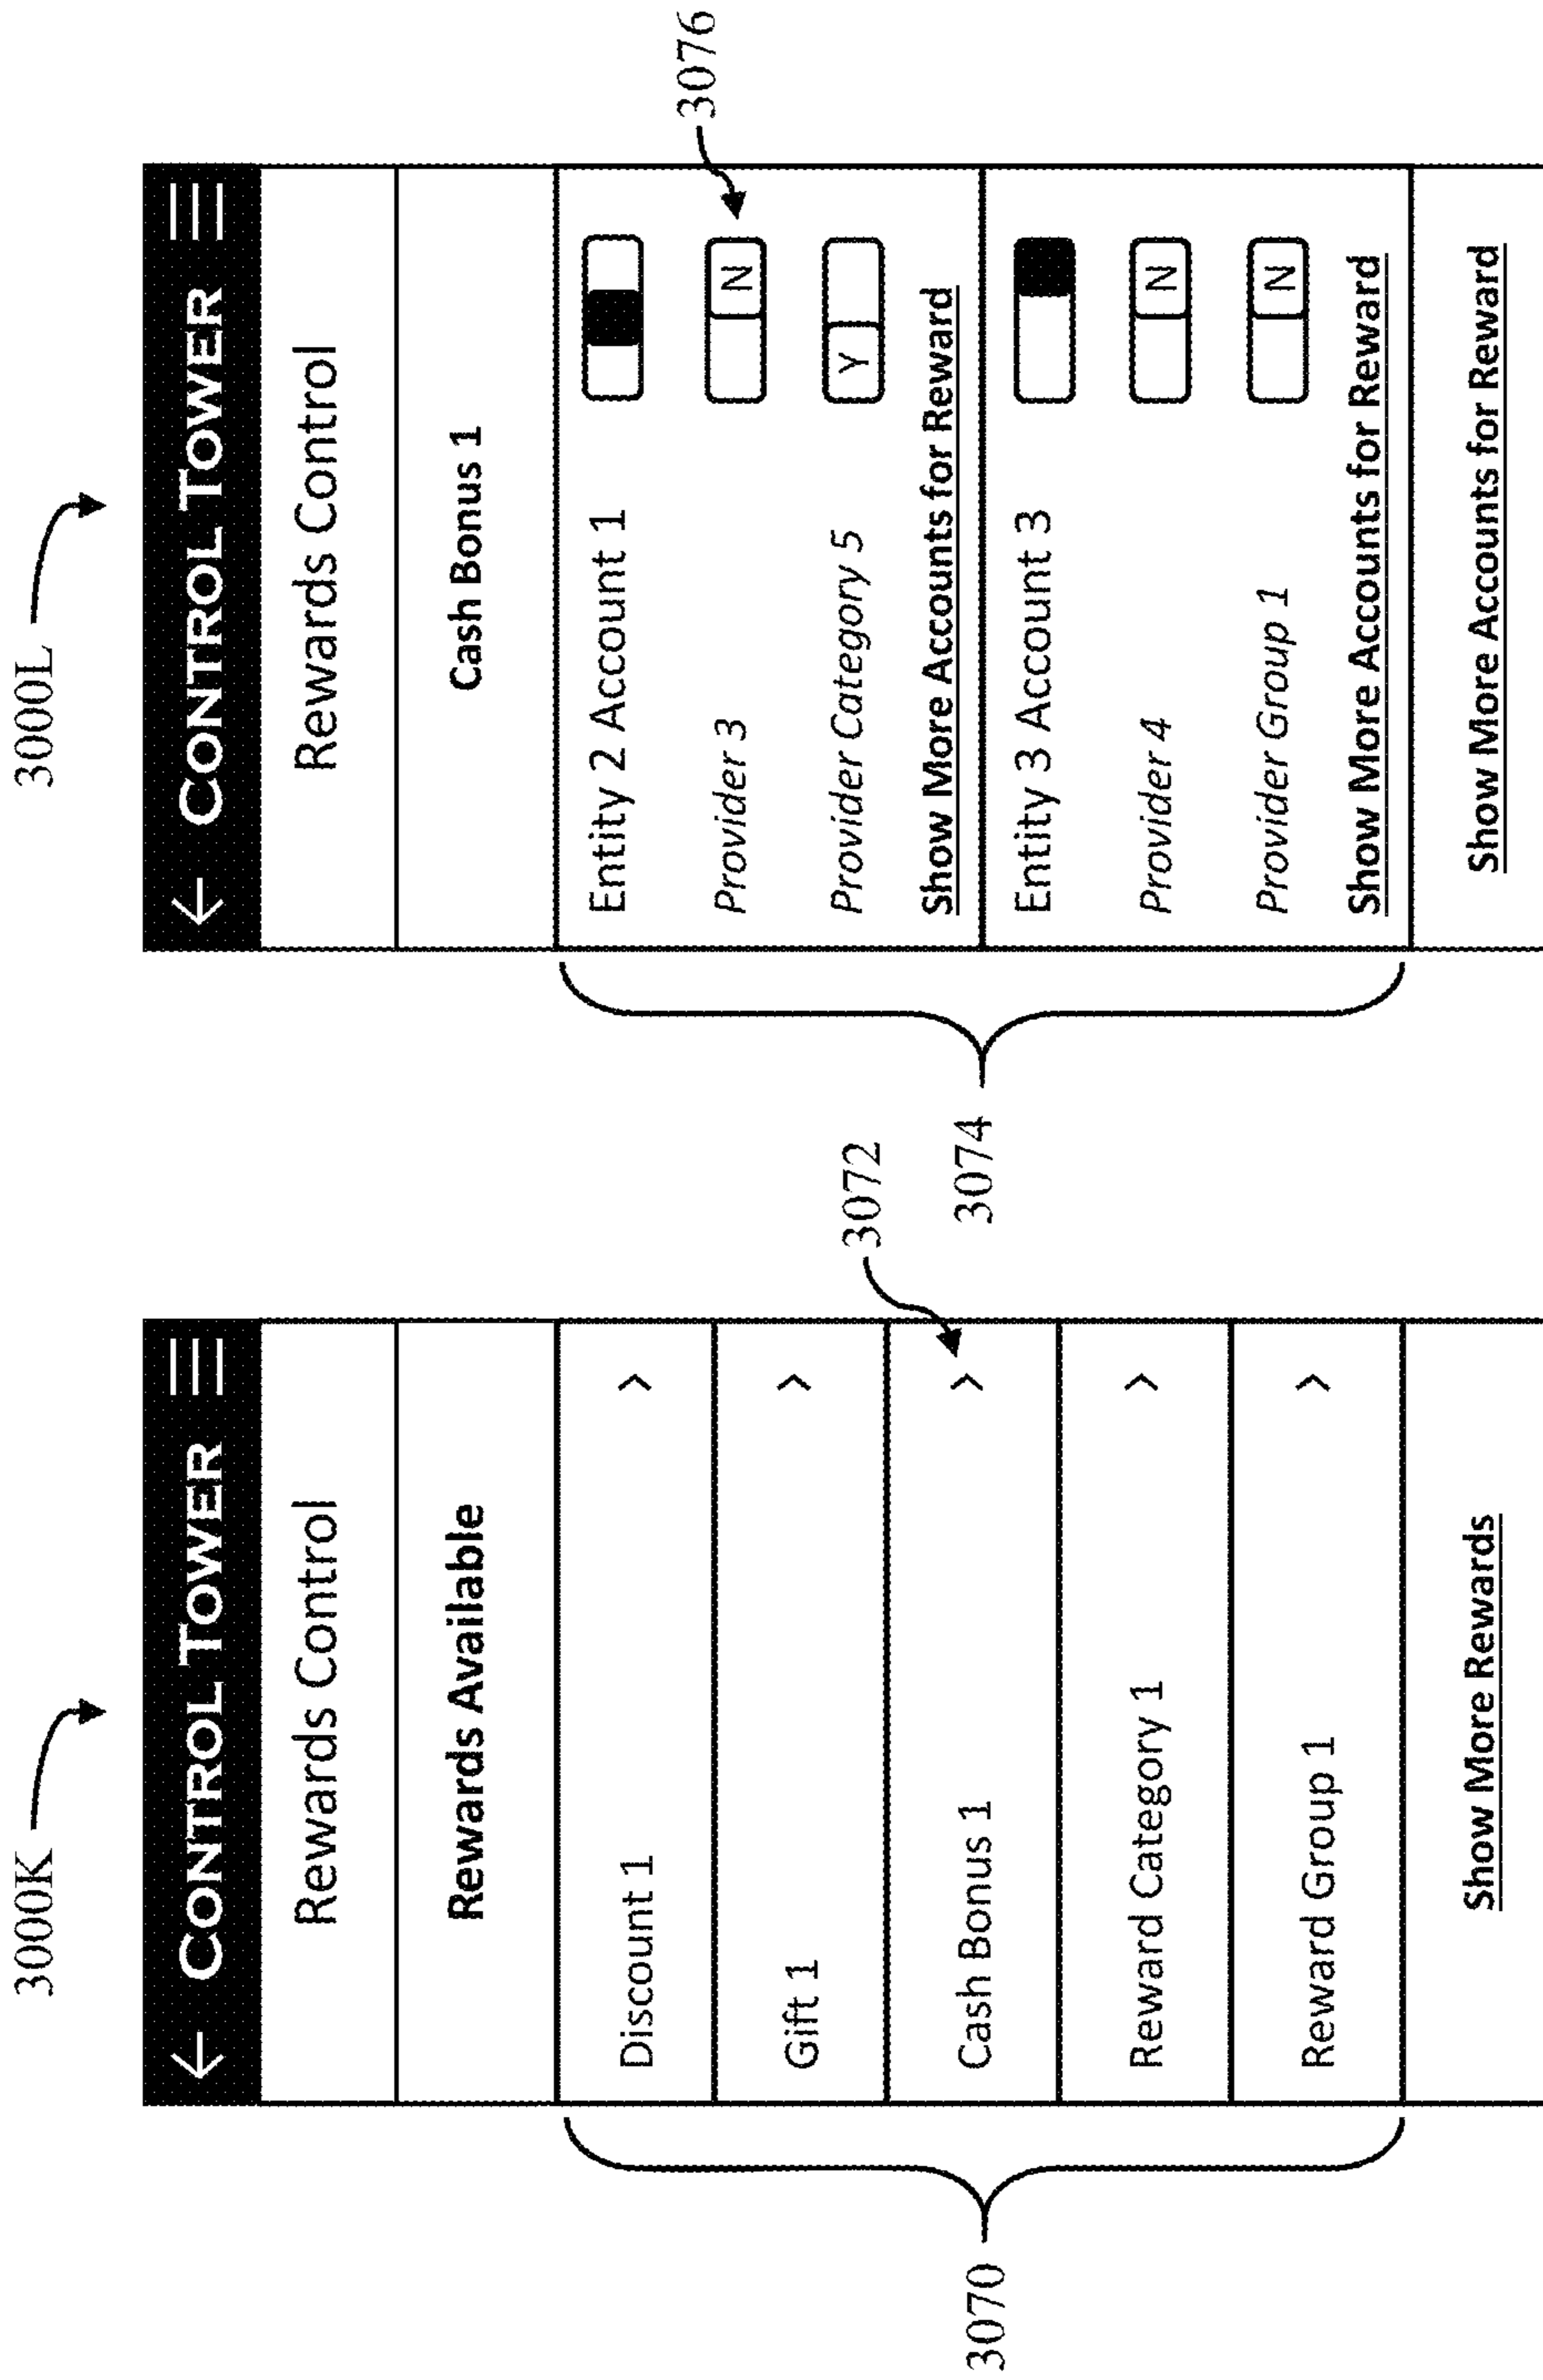 3000K
← CONTROL TOWER
Rewards Control
Rewards Available
Discount 1 >
Gift 1 >
Cash Bonus 1 >
Reward Category 1 >
Reward Group 1 >
Show More Rewards
3070
3072
3000L
← CONTROL TOWER
Rewards Control
Cash Bonus 1
Entity 2 Account 1
Provider 3 N
Provider Category 5 Y
Show More Accounts for Reward
Entity 3 Account 3
Provider 4 N
Provider Group 1 N
Show More Accounts for Reward
Show More Accounts for Reward
3074
3076